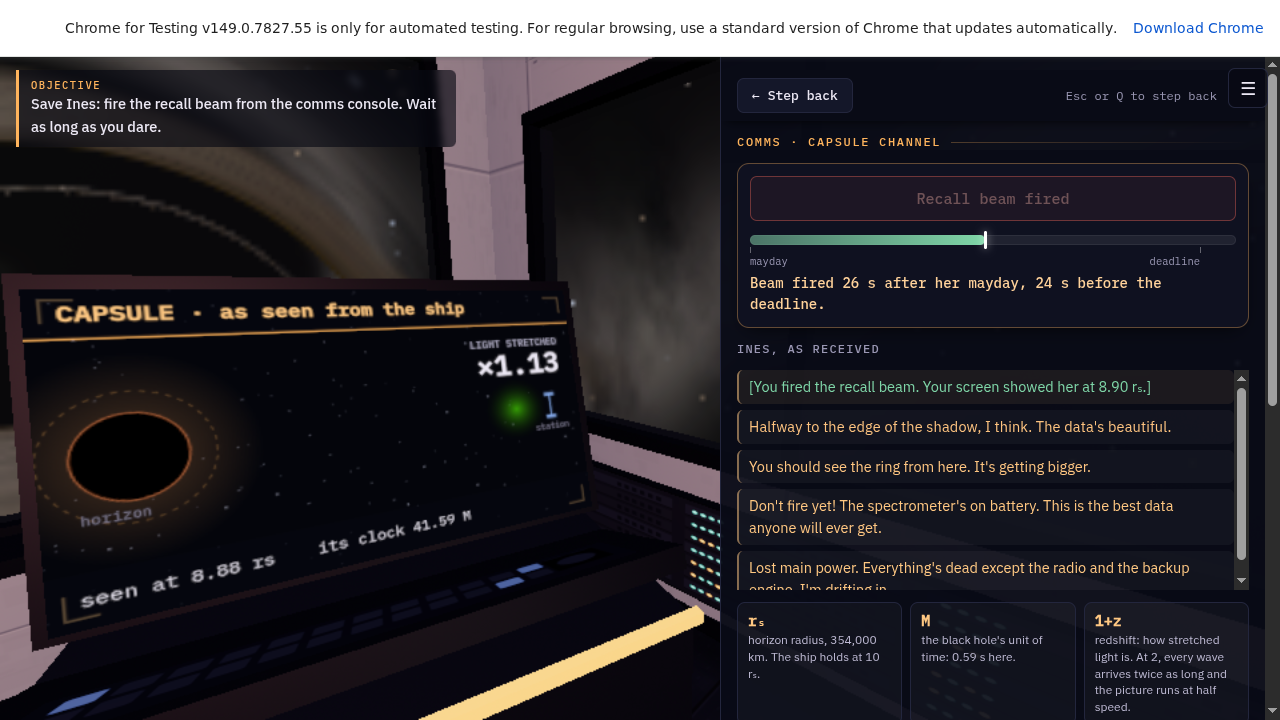 Chrome for Testing v149.0.7827.55 is only for automated testing. For regular browsing, use a standard version of Chrome that updates automatically. Download Chrome
OBJECTIVE
Save Ines: fire the recall beam from the comms console. Wait
as long as you dare.
CAPSULE · as seen from the ship
LIGHT STRETCHED
×1.13
station
horizon
seen at 8.88 rs its clock 41.59 M
← Step back
Esc or Q to step back
☰
COMMS · CAPSULE CHANNEL
Recall beam fired
mayday deadline
Beam fired 26 s after her mayday, 24 s before the
deadline.
INES, AS RECEIVED
[You fired the recall beam. Your screen showed her at 8.90 rₛ.]
Halfway to the edge of the shadow, I think. The data's beautiful.
You should see the ring from here. It's getting bigger.
Don't fire yet! The spectrometer's on battery. This is the best data
anyone will ever get.
Lost main power. Everything's dead except the radio and the backup
engine. I'm drifting in.
rₛ
horizon radius, 354,000
km. The ship holds at 10
rₛ.
M
the black hole's unit of
time: 0.59 s here.
1+z
redshift: how stretched
light is. At 2, every wave
arrives twice as long and
the picture runs at half
speed.